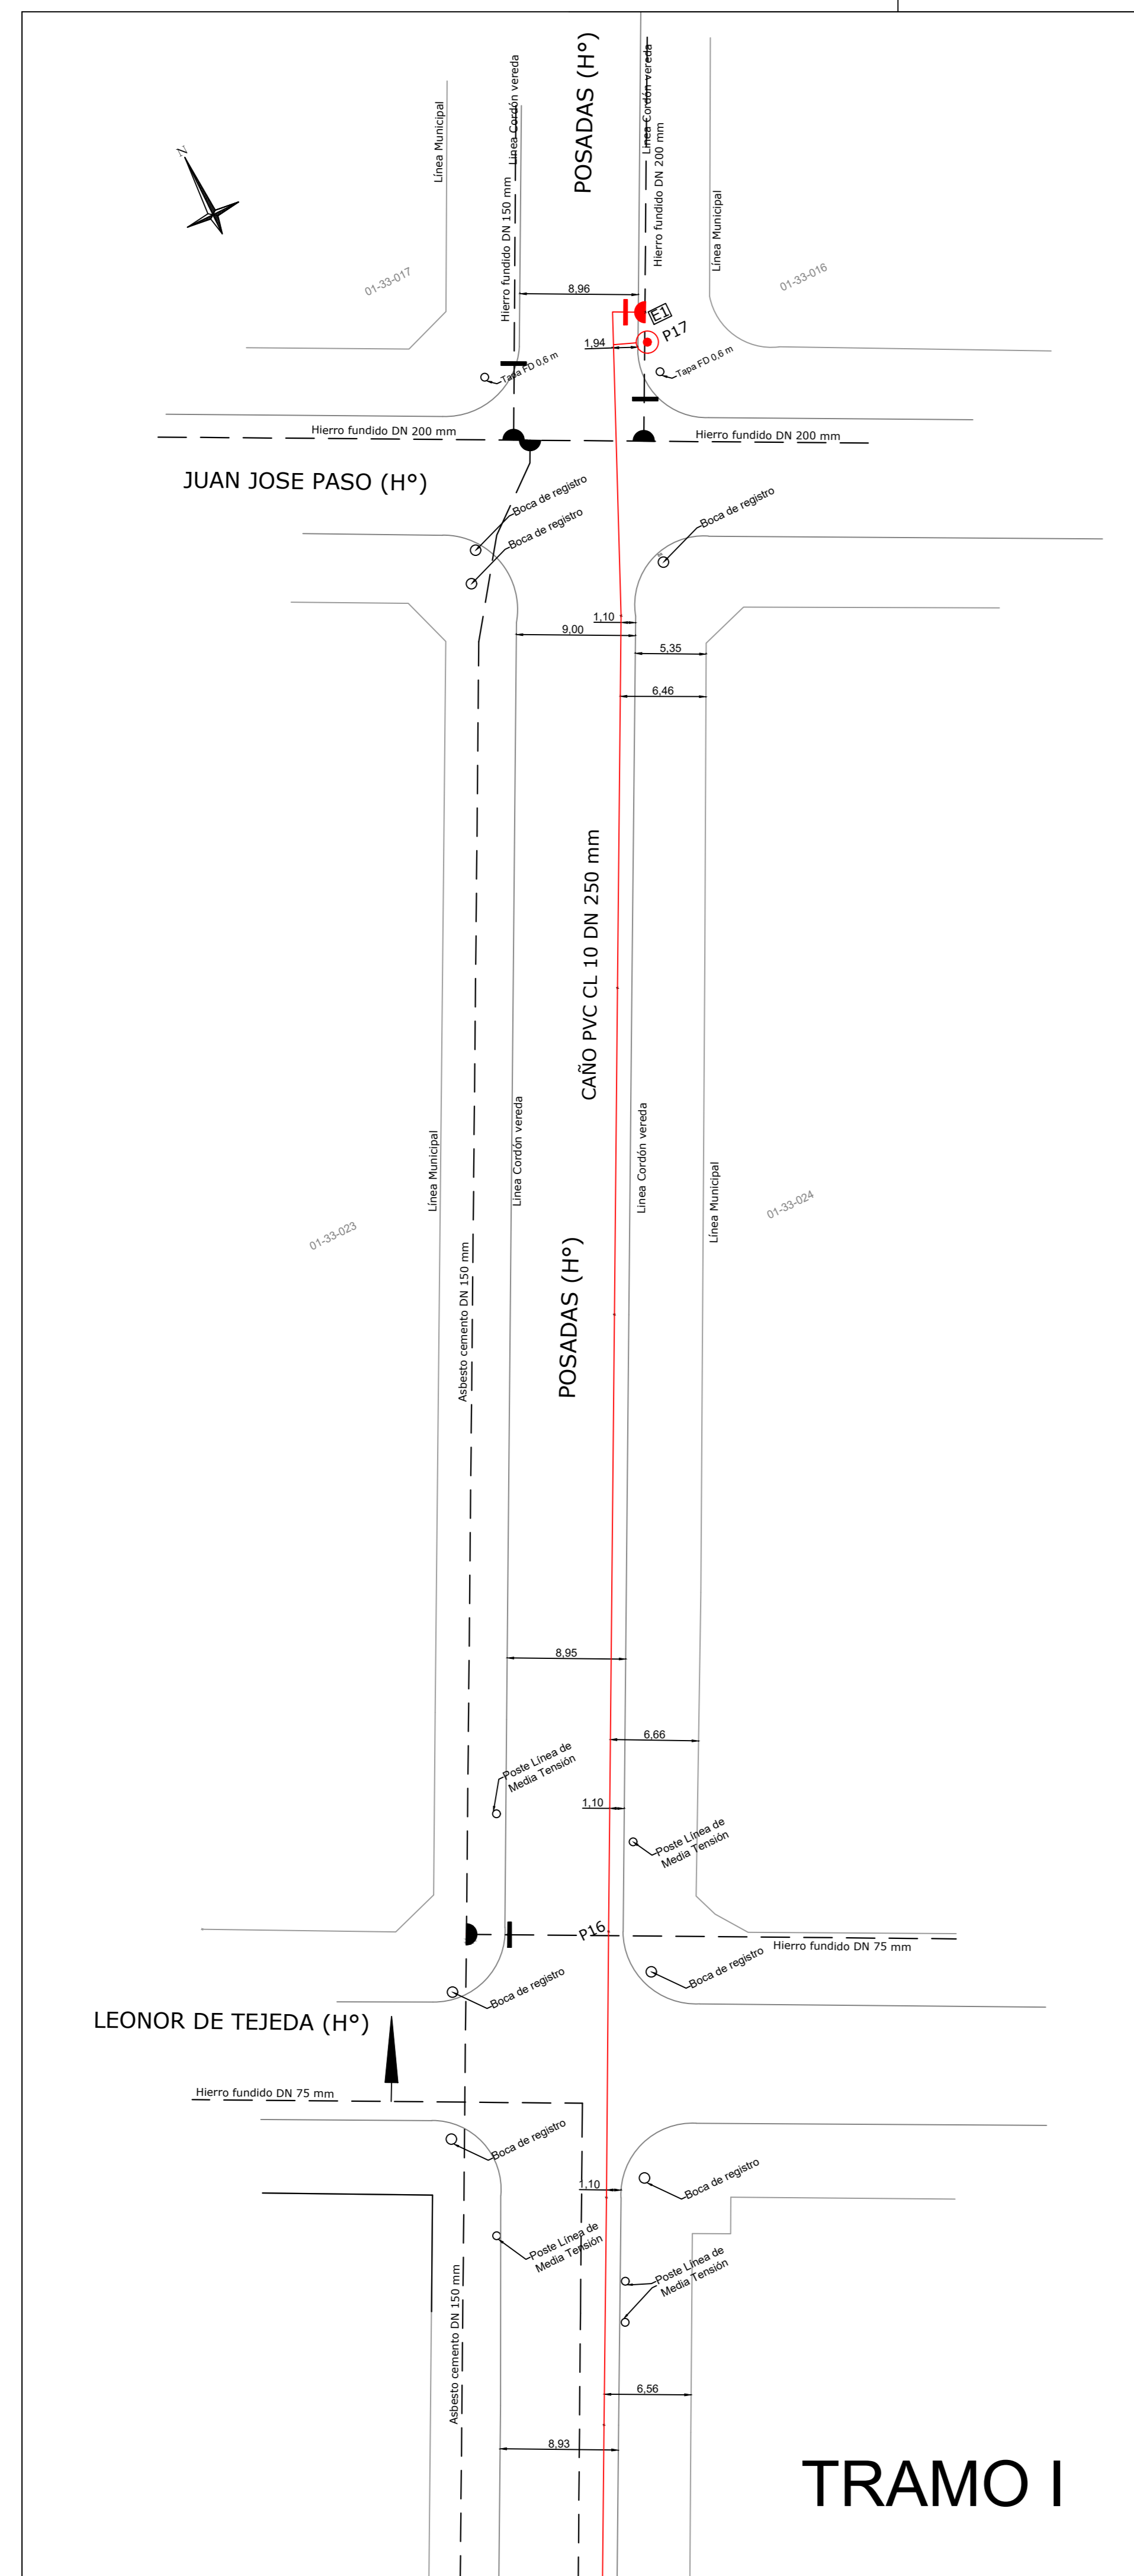 POSADAS (H°)
Línea Municipal
Línea Cordón vereda
Línea Cordón vereda
Hierro fundido DN 200 mm
Hierro fundido DN 150 mm
Línea Municipal
N
01-33-017
01-33-016
8,96
E1
P17
1,94
Tapa FD 0,6 m
Tapa FD 0,6 m
Hierro fundido DN 200 mm
Hierro fundido DN 200 mm
JUAN JOSE PASO (H°)
Boca de registro
Boca de registro
Boca de registro
1,10
9,00
5,35
6,46
CAÑO PVC CL 10 DN 250 mm
Línea Municipal
Línea Cordón vereda
Línea Cordón vereda
Línea Municipal
01-33-023
01-33-024
Asbesto cemento DN 150 mm
POSADAS (H°)
8,95
6,66
Poste Línea de
Media Tensión
1,10
Poste Línea de
Media Tensión
P16
Hierro fundido DN 75 mm
Boca de registro
Boca de registro
LEONOR DE TEJEDA (H°)
Hierro fundido DN 75 mm
Boca de registro
Boca de registro
1,10
Poste Línea de
Media Tensión
Poste Línea de
Media Tensión
Asbesto cemento DN 150 mm
6,56
8,93
TRAMO I